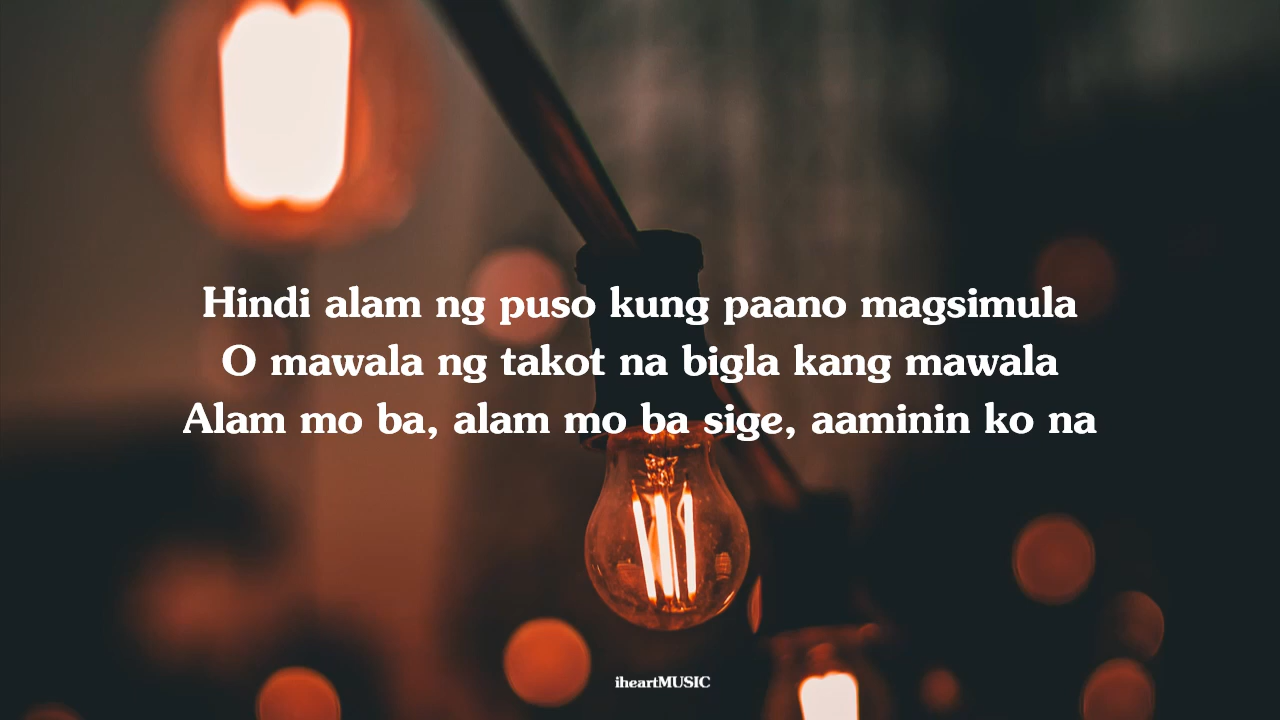 Hindi alam ng puso kung paano magsimula
O mawala ng takot na bigla kang mawala
Alam mo ba, alam mo ba sige, aaminin ko na
iheartMUSIC